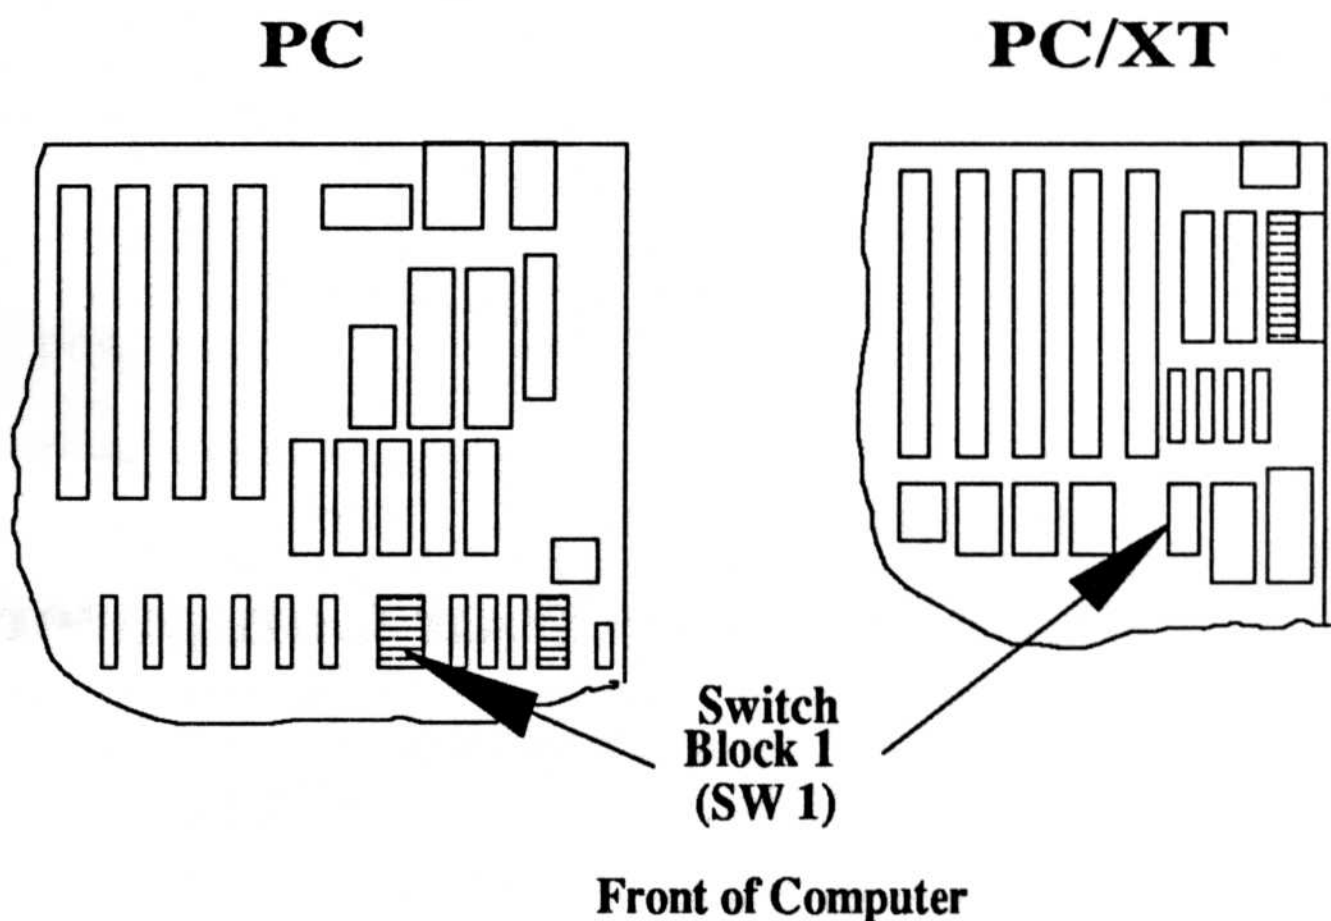 PC
PC/XT
Switch
Block 1
(SW 1)
Front of Computer